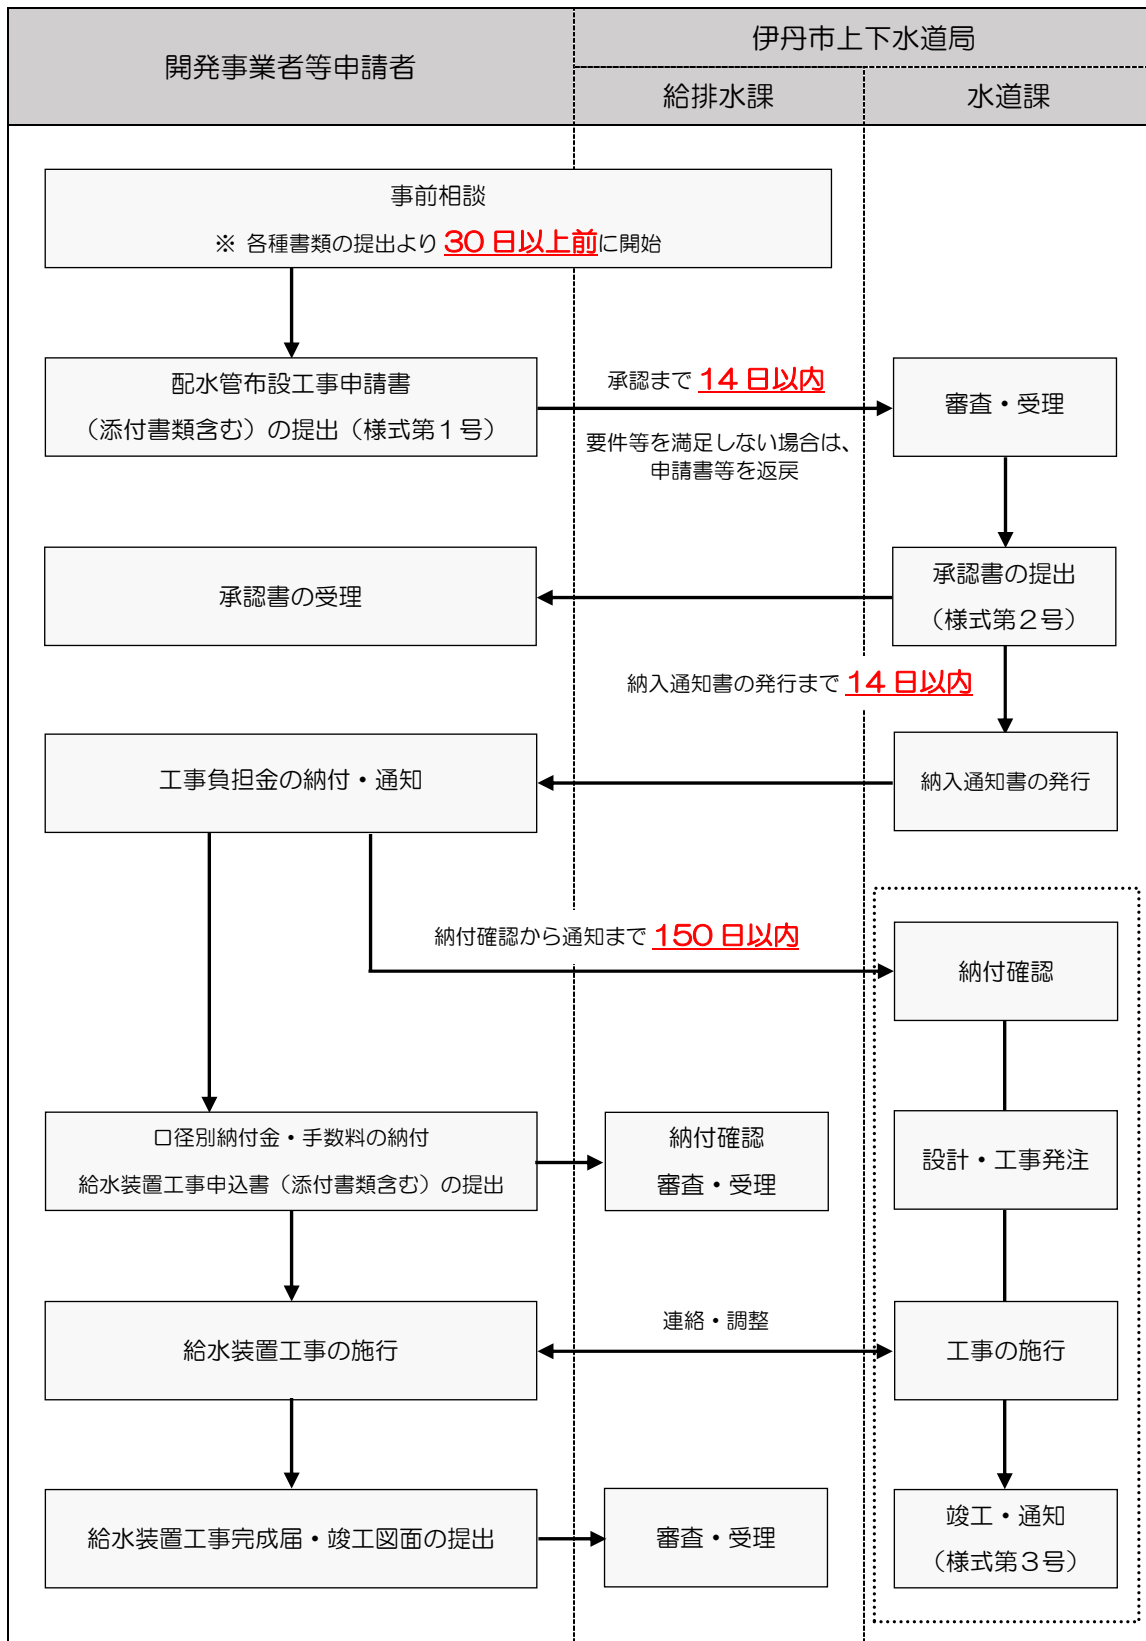 開発事業者等申請者
伊丹市上下水道局
給排水課
水道課
事前相談
※ 各種書類の提出より 30日以上前に開始
配水管布設工事申請書
（添付書類含む）の提出（様式第１号）
承認まで 14日以内
要件等を満足しない場合は、
申請書等を返戻
審査・受理
承認書の受理
承認書の提出
（様式第２号）
納入通知書の発行まで 14日以内
工事負担金の納付・通知
納入通知書の発行
納付確認から通知まで 150日以内
納付確認
口径別納付金・手数料の納付
給水装置工事申込書（添付書類含む）の提出
納付確認
審査・受理
設計・工事発注
給水装置工事の施行
連絡・調整
工事の施行
給水装置工事完成届・竣工図面の提出
審査・受理
竣工・通知
（様式第３号）